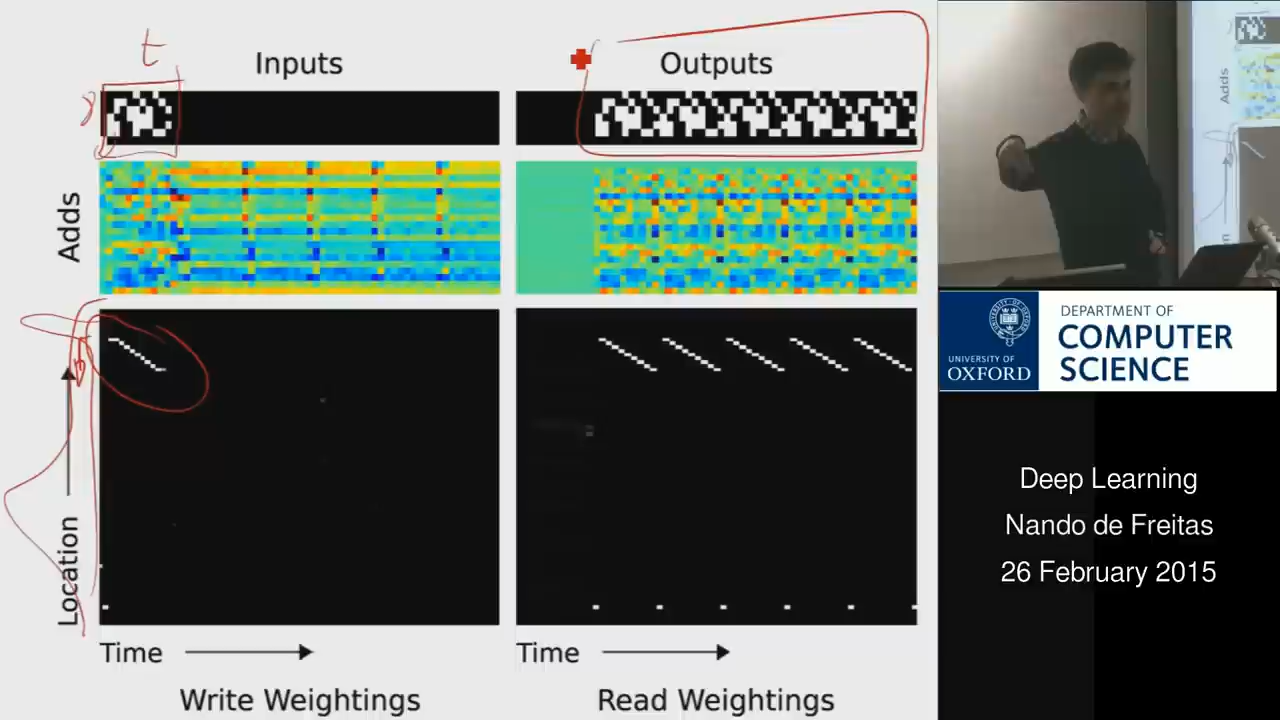 t
Inputs
Outputs
Adds
Location
Time
Time
Write Weightings
Read Weightings
Adds
UNIVERSITY OF
OXFORD
DEPARTMENT OF
COMPUTER
SCIENCE
Deep Learning
Nando de Freitas
26 February 2015